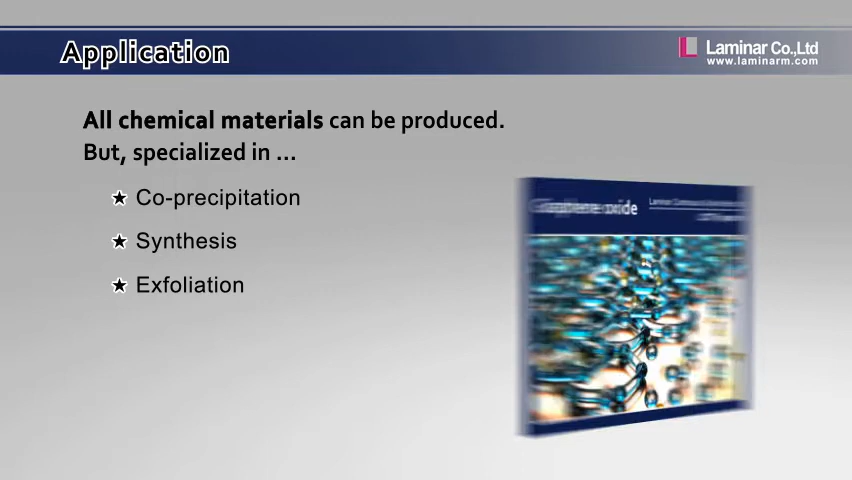 Application
Laminar Co.,Ltd
www.laminarm.com
All chemical materials can be produced.
But, specialized in ...
★ Co-precipitation
★ Synthesis
★ Exfoliation
oxide
Laminar